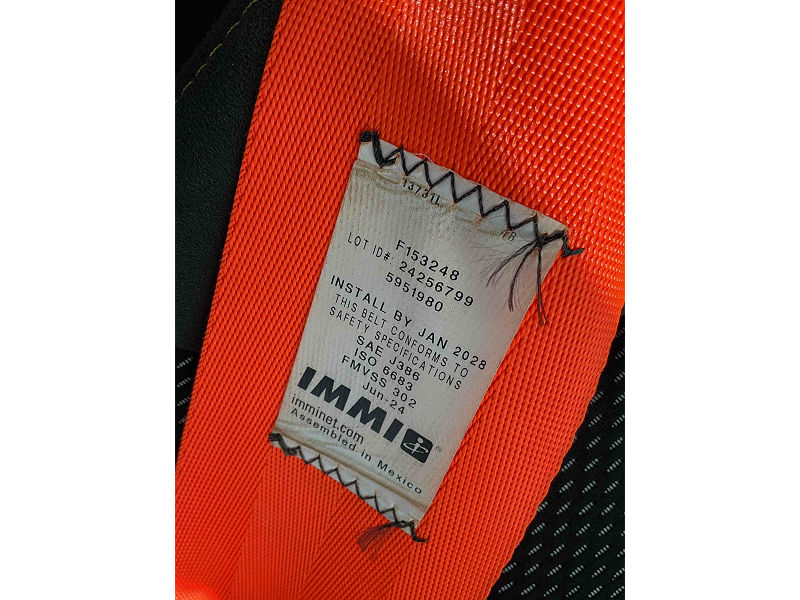 13731L
F153248
LOT ID#: 24256799
5951980
INSTALL BY JAN 2028
THIS BELT CONFORMS TO
SAFETY SPECIFICATIONS
SAE J386
ISO 6683
FMVSS 302
Jun-24
IMMI ®
imminet.com
Assembled in Mexico